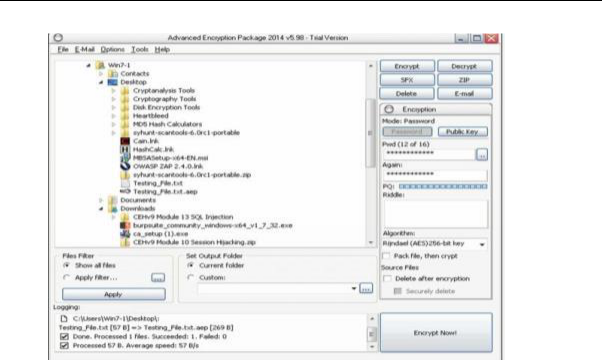 Advanced Encryption Package 2014 v5.98 - Trial Version
File E-Mail Options Tools Help
Win7-1
Contacts
Desktop
Cryptanalysis Tools
Cryptography Tools
Disk Encryption Tools
Heartbleed
MD5 Hash Calculators
syhunt-scantools-6.0rc1-portable
Cain.lnk
HashCalc.lnk
MBSASetup-x64-EN.msi
OWASP ZAP 2.4.0.lnk
syhunt-scantools-6.0rc1-portable.zip
Testing_File.txt
Testing_File.txt.aep
Documents
Downloads
CEHv9 Module 13 SQL Injection
burpsuite_community_windows-x64_v1_7_32.exe
ca_setup (1).exe
CEHv9 Module 10 Session Hijacking.zip
Encrypt Decrypt
SFX ZIP
Delete E-mail
Encryption
Mode: Password
Password Public Key
Pwd (12 of 16)
************
...
Again:
************
PQ:
Riddle:
Algorithm:
Rijndael (AES)256-bit key
Pack file, then crypt
Source Files
Delete after encryption
Securely delete
Files Filter
Show all files
Apply filter...
...
Apply
Set Output Folder
Current folder
Custom:
...
Logging:
C:\Users\Win7-1\Desktop\:
Testing_File.txt [57 B] => Testing_File.txt.aep [269 B]
Done. Processed 1 files. Succeeded: 1. Failed: 0
Processed 57 B. Average speed: 57 B/s
Encrypt Now!